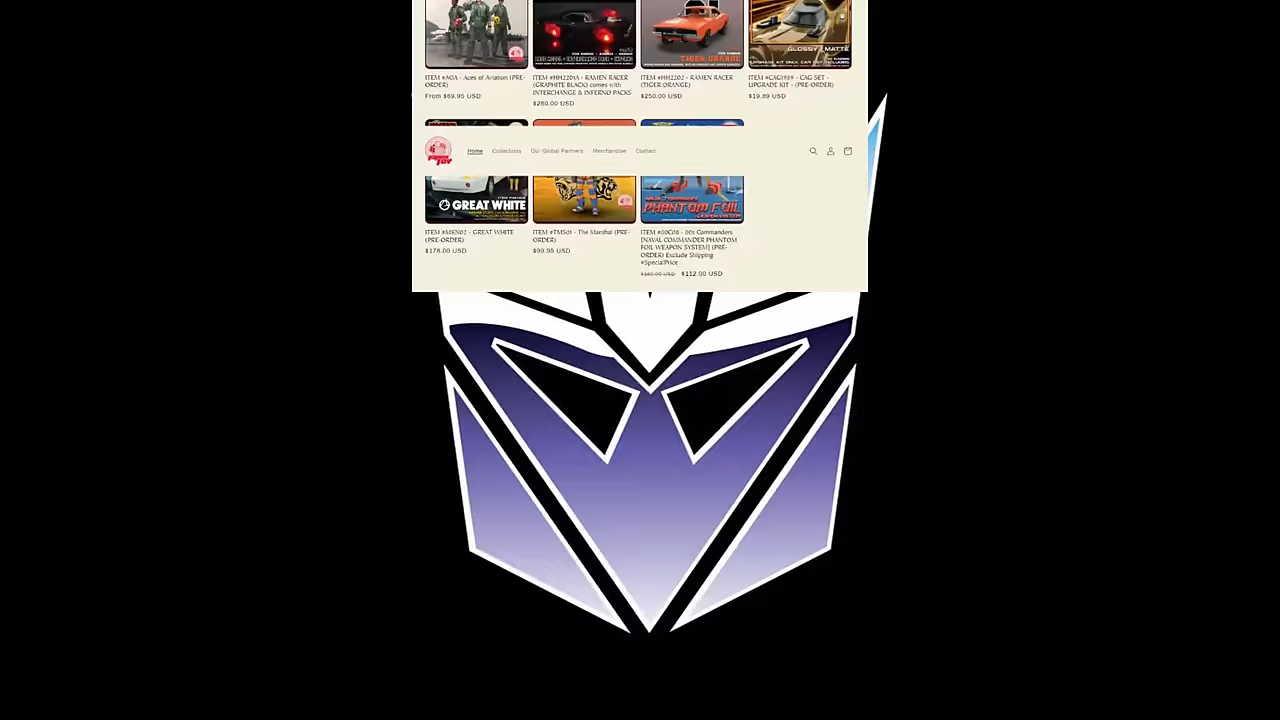 GLOSSY MATTE
TIGER ORANGE
ITEM #AOA - Aces of Aviation (PRE-
ORDER)
From $69.95 USD
ITEM #HH2201A - RAMEN RACER
(GRAPHITE BLACK) comes with
INTERCHANGE & INFERNO PACKS
$280.00 USD
ITEM #HH2202 - RAMEN RACER
(TIGER ORANGE)
$250.00 USD
ITEM #CAG1989 - CAG SET -
UPGRADE KIT - (PRE-ORDER)
$19.89 USD
Home
Collections
Our Global Partners
Merchandise
Contact
GREAT WHITE
PHANTOM FOIL
ITEM #MKN02 - GREAT WHITE
(PRE-ORDER)
$178.00 USD
ITEM #TMS01 - The Marshal (PRE-
ORDER)
$99.95 USD
ITEM #80C08 - 80s Commanders
[NAVAL COMMANDER PHANTOM
FOIL WEAPON SYSTEM] (PRE-
ORDER) Exclude Shipping
#SpecialPrice
$160.00 USD $112.00 USD